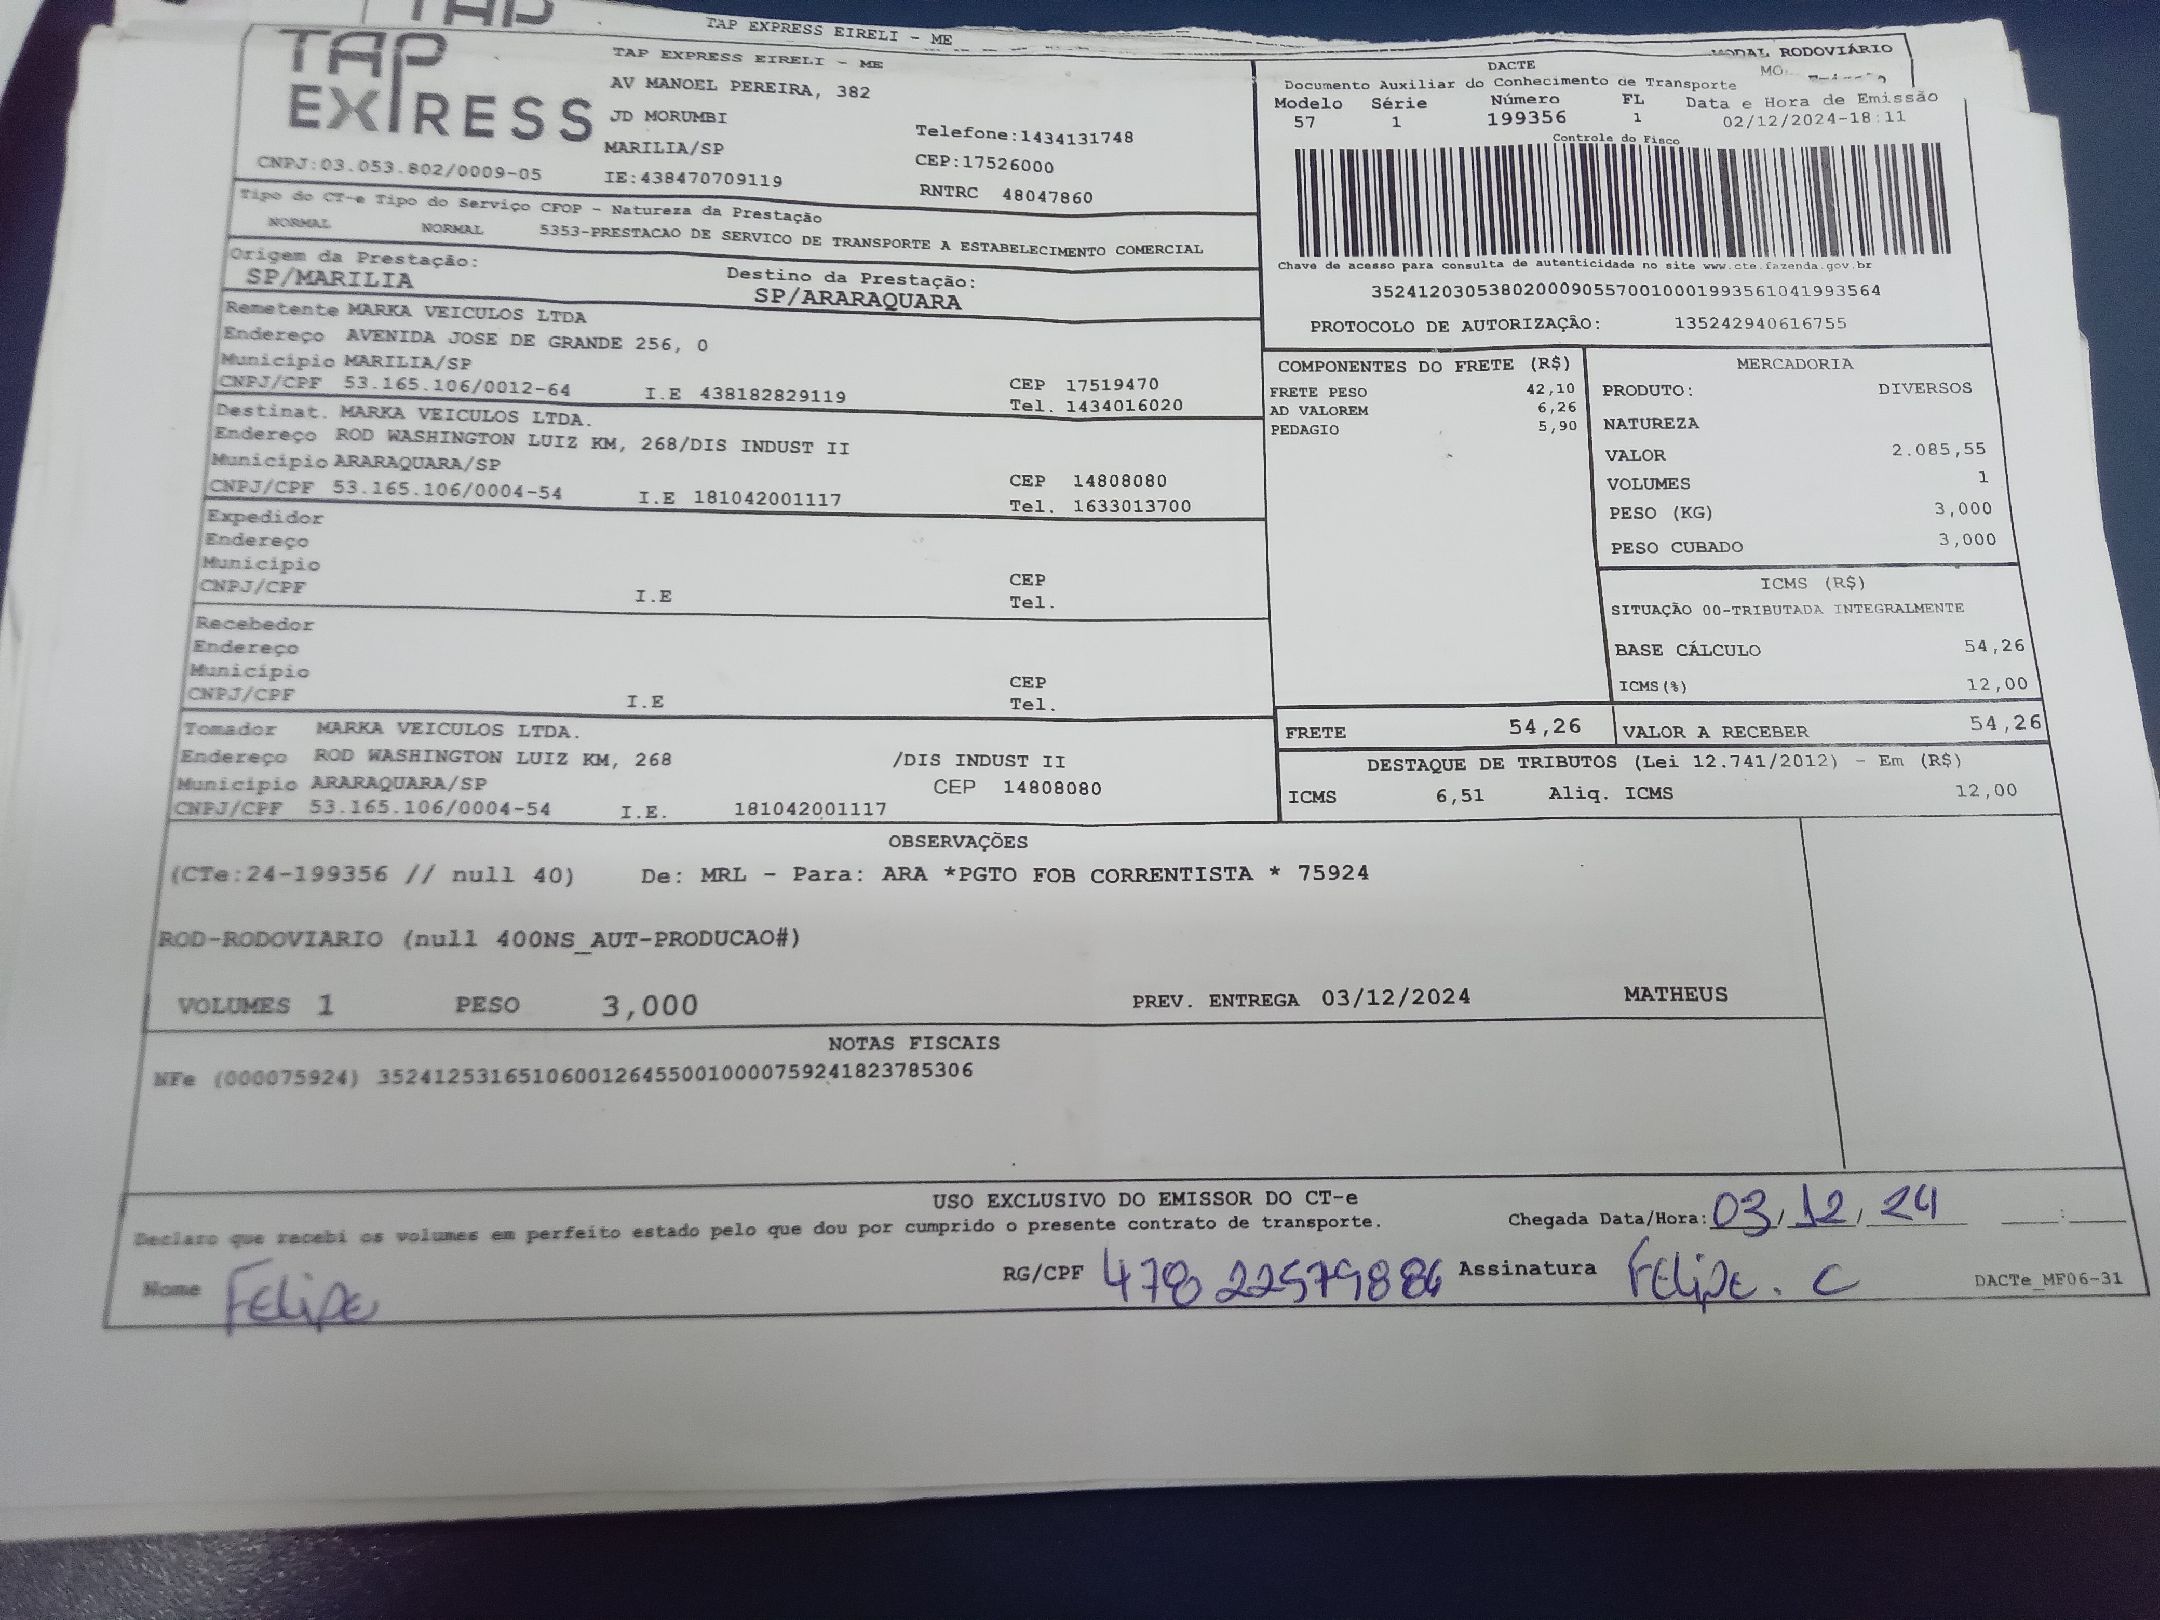 TAP
TAP EXPRESS EIRELI - ME
TAP EXPRESS
TAP EXPRESS EIRELI - ME
AV MANOEL PEREIRA, 382
JD MORUMBI
MARILIA/SP
Telefone:1434131748
CEP:17526000
CNPJ:03.053.802/0009-05 IE:438470709119 RNTRC 48047860
MODAL RODOVIÁRIO
DACTE
Documento Auxiliar do Conhecimento de Transporte
Modelo Série Número FL Data e Hora de Emissão
57 1 199356 1 02/12/2024-18:11
Controle do Fisco
Chave de acesso para consulta de autenticidade no site www.cte.fazenda.gov.br
35241203053802000905570010001993561041993564
PROTOCOLO DE AUTORIZAÇÃO: 135242940616755
Tipo do CT-e Tipo do Serviço CFOP - Natureza da Prestação
NORMAL NORMAL 5353-PRESTACAO DE SERVICO DE TRANSPORTE A ESTABELECIMENTO COMERCIAL
Origem da Prestação: Destino da Prestação:
SP/MARILIA SP/ARARAQUARA
Remetente MARKA VEICULOS LTDA
Endereço AVENIDA JOSE DE GRANDE 256, 0
Município MARILIA/SP CEP 17519470
CNPJ/CPF 53.165.106/0012-64 I.E 438182829119 Tel. 1434016020
Destinat. MARKA VEICULOS LTDA.
Endereço ROD WASHINGTON LUIZ KM, 268/DIS INDUST II
Município ARARAQUARA/SP CEP 14808080
CNPJ/CPF 53.165.106/0004-54 I.E 181042001117 Tel. 1633013700
Expedidor
Endereço
Município CEP
CNPJ/CPF I.E Tel.
Recebedor
Endereço
Município CEP
CNPJ/CPF I.E Tel.
Tomador MARKA VEICULOS LTDA.
Endereço ROD WASHINGTON LUIZ KM, 268 /DIS INDUST II
Município ARARAQUARA/SP CEP 14808080
CNPJ/CPF 53.165.106/0004-54 I.E. 181042001117
COMPONENTES DO FRETE (R$)
FRETE PESO 42,10
AD VALOREM 6,26
PEDAGIO 5,90
MERCADORIA
PRODUTO: DIVERSOS
NATUREZA
VALOR 2.085,55
VOLUMES 1
PESO (KG) 3,000
PESO CUBADO 3,000
ICMS (R$)
SITUAÇÃO 00-TRIBUTADA INTEGRALMENTE
BASE CÁLCULO 54,26
ICMS(%) 12,00
FRETE 54,26 VALOR A RECEBER 54,26
DESTAQUE DE TRIBUTOS (Lei 12.741/2012) - Em (R$)
ICMS 6,51 Aliq. ICMS 12,00
OBSERVAÇÕES
(CTe:24-199356 // null 40) De: MRL - Para: ARA *PGTO FOB CORRENTISTA * 75924
ROD-RODOVIARIO (null 400NS_AUT-PRODUCAO#)
VOLUMES 1 PESO 3,000 PREV. ENTREGA 03/12/2024 MATHEUS
NOTAS FISCAIS
NFe (000075924) 35241253165106001264550010000759241823785306
USO EXCLUSIVO DO EMISSOR DO CT-e
Declaro que recebi os volumes em perfeito estado pelo que dou por cumprido o presente contrato de transporte. Chegada Data/Hora: 03/12/24 __:__
Nome Felipe RG/CPF 478 22579886 Assinatura Felipe. C DACTe_MF06-31